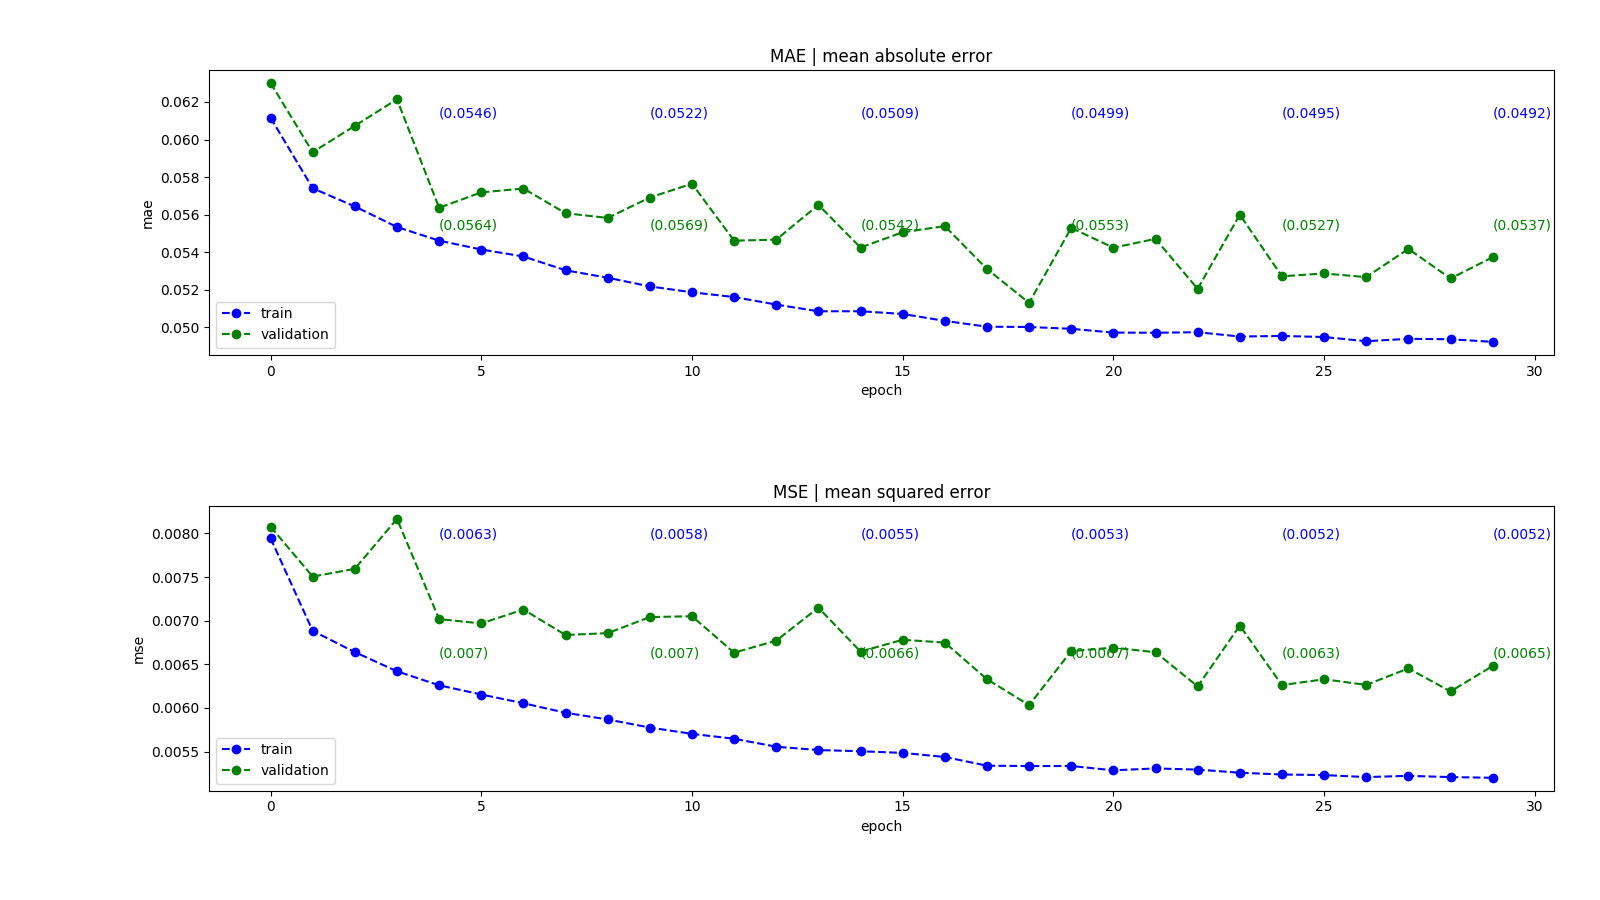 MAE | mean absolute error
mae
0.062
0.060
0.058
0.056
0.054
0.052
0.050
(0.0546) (0.0522) (0.0509) (0.0499) (0.0495) (0.0492)
(0.0564) (0.0569) (0.0542) (0.0553) (0.0527) (0.0537)
train
validation
0 5 10 15 20 25 30
epoch
MSE | mean squared error
mse
0.0080
0.0075
0.0070
0.0065
0.0060
0.0055
(0.0063) (0.0058) (0.0055) (0.0053) (0.0052) (0.0052)
(0.007) (0.007) (0.0066) (0.0067) (0.0063) (0.0065)
train
validation
0 5 10 15 20 25 30
epoch